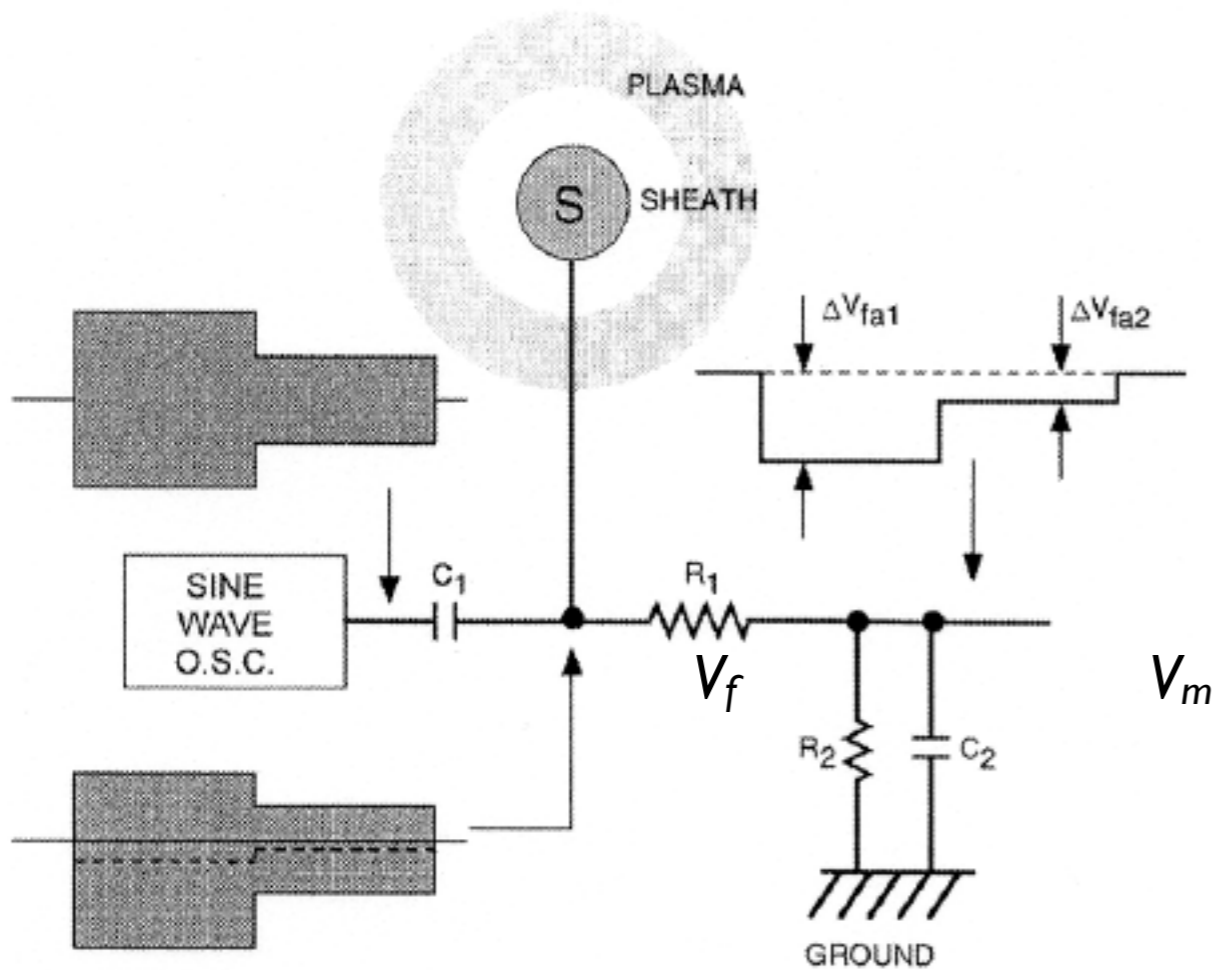 PLASMA
S
SHEATH
ΔVfa1
ΔVfa2
SINE
WAVE
O.S.C.
C1
R1
Vf
Vm
R2
C2
GROUND